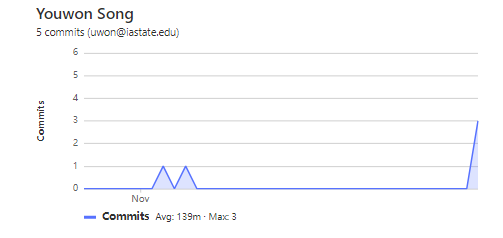 Youwon Song
5 commits (uwon@iastate.edu)
6
5
4
3
2
1
0
Commits
Nov
Commits Avg: 139m · Max: 3